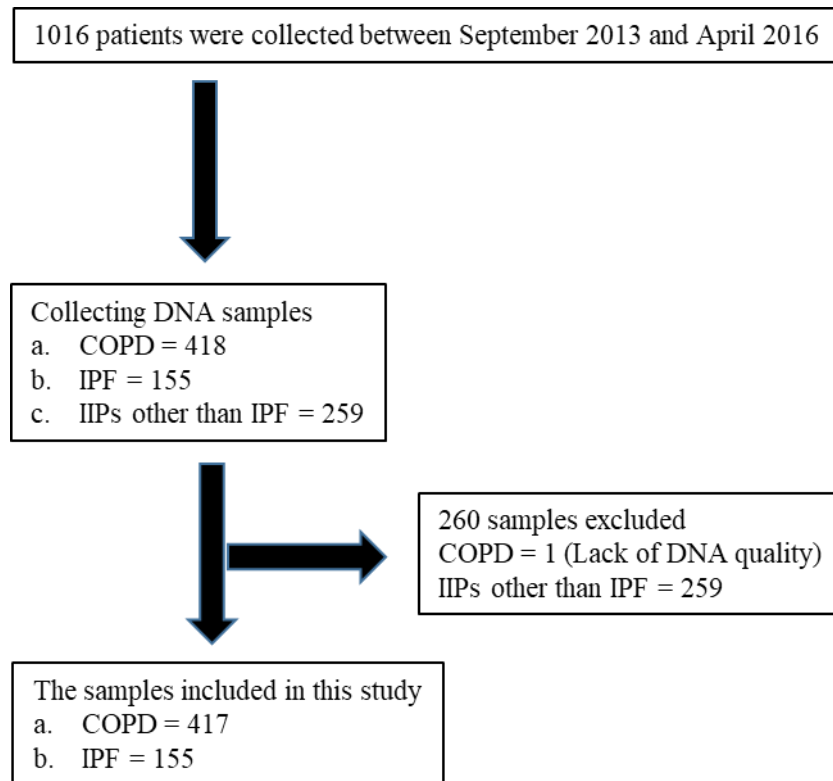 1016 patients were collected between September 2013 and April 2016
Collecting DNA samples
a. COPD = 418
b. IPF = 155
c. IIPs other than IPF = 259
260 samples excluded
COPD = 1 (Lack of DNA quality)
IIPs other than IPF = 259
The samples included in this study
a. COPD = 417
b. IPF = 155